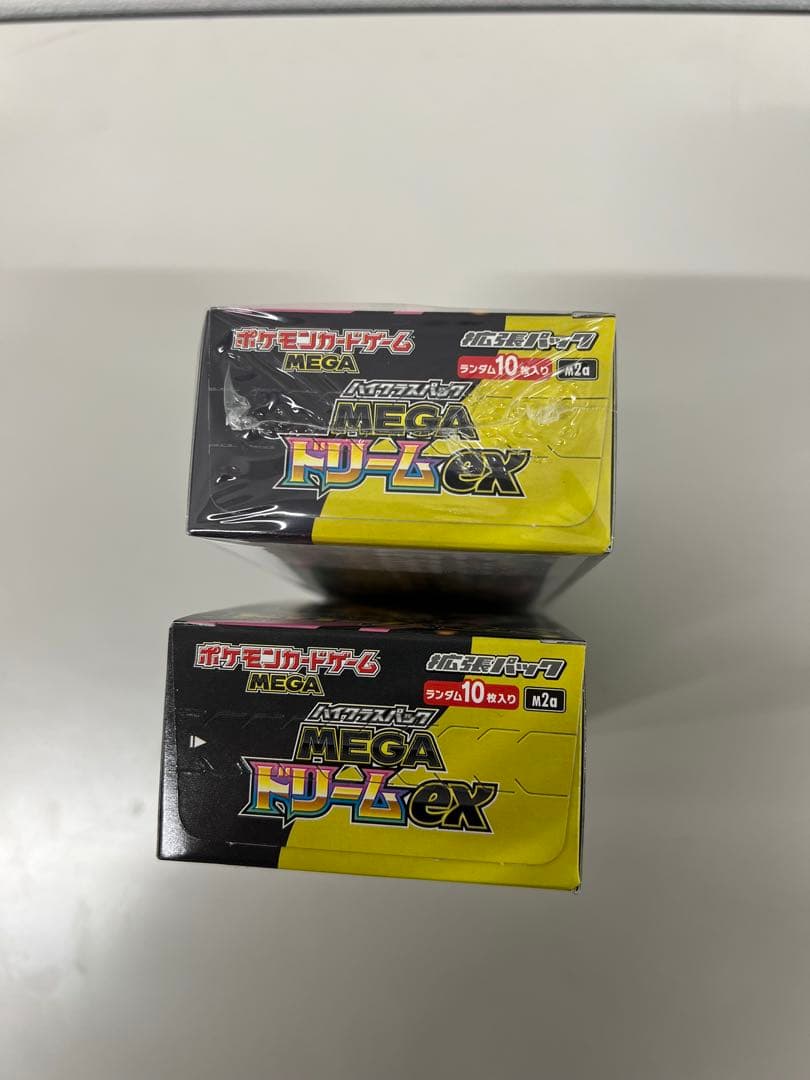 ポケモンカードゲーム
MEGA
拡張パック
ランダム10枚入り
M2a
ハイクラスパック
MEGA
ドリームex
ポケモンカードゲーム
MEGA
拡張パック
ランダム10枚入り
M2a
ハイクラスパック
MEGA
ドリームex